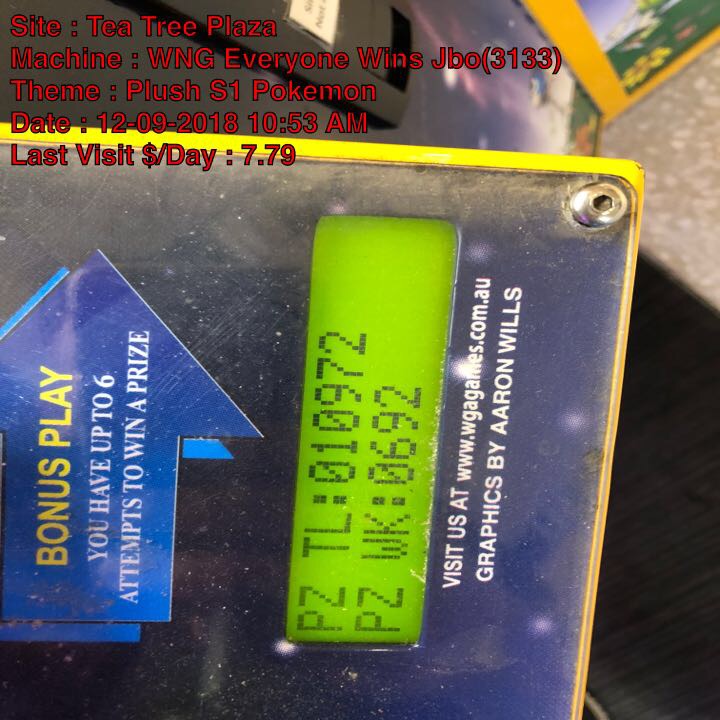 Site : Tea Tree Plaza
Machine : WNG Everyone Wins Jbo(3133)
Theme : Plush S1 Pokemon
Date : 12-09-2018 10:53 AM
Last Visit $/Day : 7.79
BONUS PLAY
YOU HAVE UP TO 6
ATTEMPTS TO WIN A PRIZE
PZ TL:010972
PZ WK:0692
VISIT US AT www.wgagames.com.au
GRAPHICS BY AARON WILLS